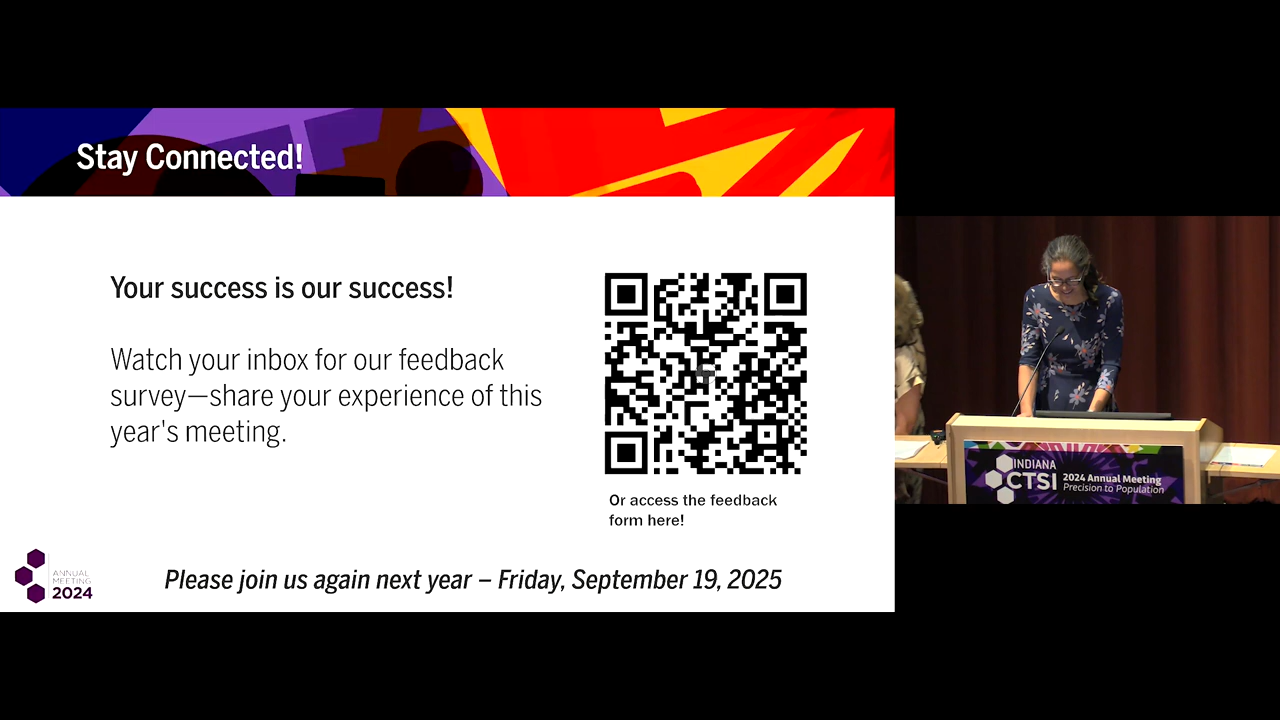 Stay Connected!
Your success is our success!
Watch your inbox for our feedback
survey—share your experience of this
year's meeting.
Or access the feedback
form here!
ANNUAL
MEETING
2024
Please join us again next year – Friday, September 19, 2025
INDIANA
CTSI
2024 Annual Meeting
Precision to Population